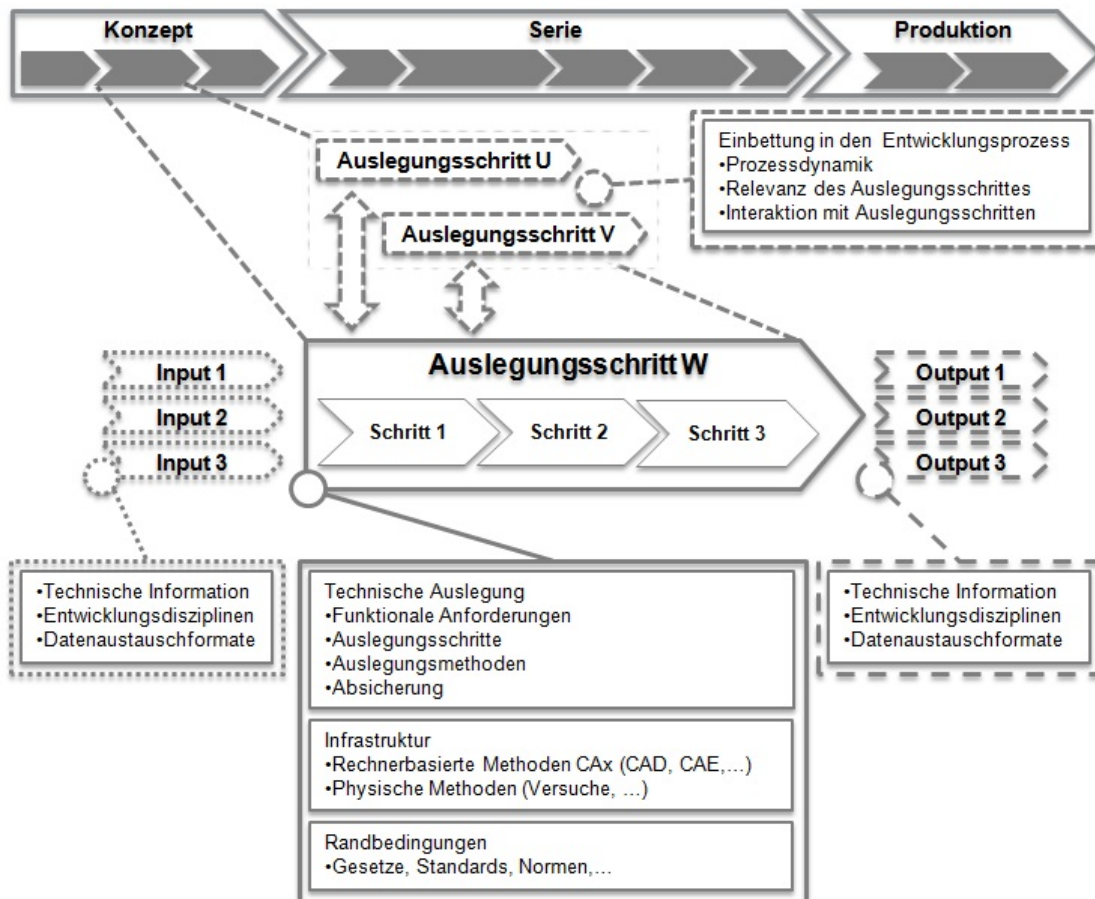 Konzept
Serie
Produktion
Einbettung in den Entwicklungsprozess
•Prozessdynamik
•Relevanz des Auslegungsschrittes
•Interaktion mit Auslegungsschritten
Auslegungsschritt U
Auslegungsschritt V
Auslegungsschritt W
Input 1
Input 2
Input 3
Schritt 1
Schritt 2
Schritt 3
Output 1
Output 2
Output 3
•Technische Information
•Entwicklungsdisziplinen
•Datenaustauschformate
Technische Auslegung
•Funktionale Anforderungen
•Auslegungsschritte
•Auslegungsmethoden
•Absicherung
Infrastruktur
•Rechnerbasierte Methoden CAx (CAD, CAE,…)
•Physische Methoden (Versuche, …)
Randbedingungen
•Gesetze, Standards, Normen,…
•Technische Information
•Entwicklungsdisziplinen
•Datenaustauschformate